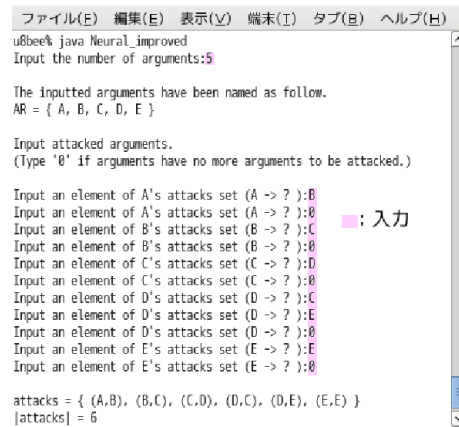 ファイル(F) 編集(E) 表示(V) 端末(T) タブ(B) ヘルプ(H)
u8bee% java Neural_improved
Input the number of arguments:5
The inputted arguments have been named as follow.
AR = { A, B, C, D, E }
Input attacked arguments.
(Type '0' if arguments have no more arguments to be attacked.)
Input an element of A's attacks set (A -> ? ):B
Input an element of A's attacks set (A -> ? ):0
Input an element of B's attacks set (B -> ? ):C
Input an element of B's attacks set (B -> ? ):0
Input an element of C's attacks set (C -> ? ):D
Input an element of C's attacks set (C -> ? ):0
Input an element of D's attacks set (D -> ? ):C
Input an element of D's attacks set (D -> ? ):E
Input an element of D's attacks set (D -> ? ):0
Input an element of E's attacks set (E -> ? ):E
Input an element of E's attacks set (E -> ? ):0
: 入力
attacks = { (A,B), (B,C), (C,D), (D,C), (D,E), (E,E) }
|attacks| = 6